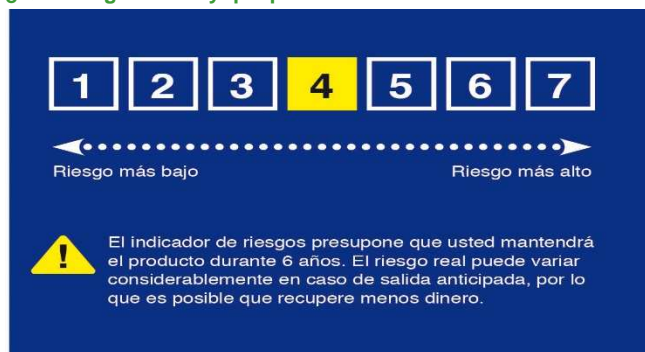 1 2 3 4 5 6 7
Riesgo más bajo Riesgo más alto
!
El indicador de riesgos presupone que usted mantendrá
el producto durante 6 años. El riesgo real puede variar
considerablemente en caso de salida anticipada, por lo
que es posible que recupere menos dinero.